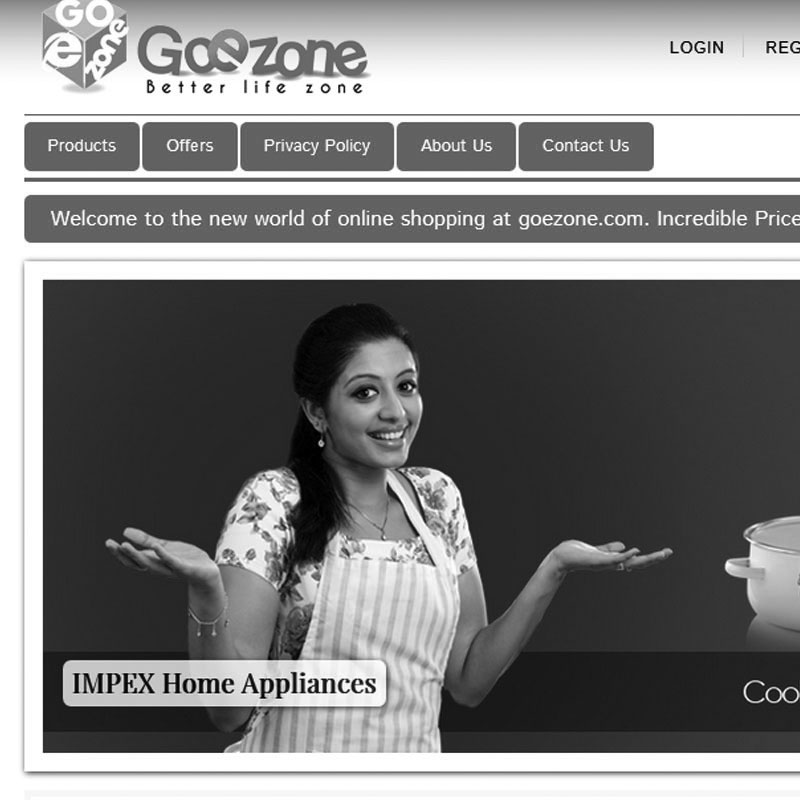 GO
e zone
Goezone
Better life zone
LOGIN REG
Products Offers Privacy Policy About Us Contact Us
Welcome to the new world of online shopping at goezone.com. Incredible Price
IMPEX Home Appliances
Coo